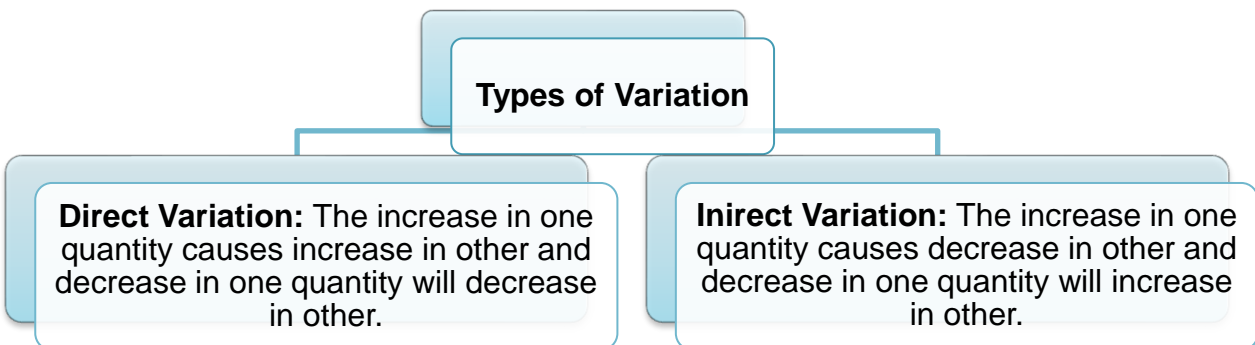 Types of Variation
Direct Variation: The increase in one
quantity causes increase in other and
decrease in one quantity will decrease
in other.
Inirect Variation: The increase in one
quantity causes decrease in other and
decrease in one quantity will increase
in other.